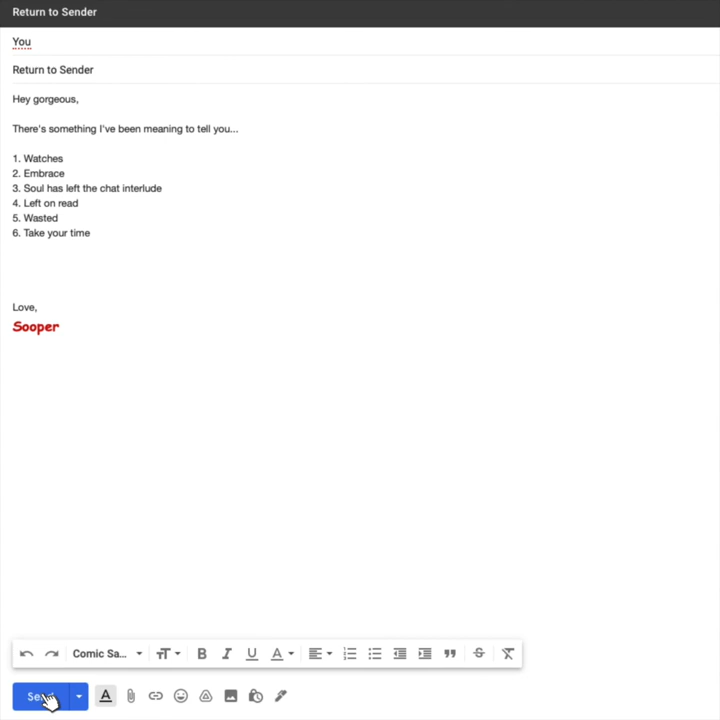 Return to Sender
You
Return to Sender
Hey gorgeous,
There's something I've been meaning to tell you...
1. Watches
2. Embrace
3. Soul has left the chat interlude
4. Left on read
5. Wasted
6. Take your time
Love,
Sooper
Comic Sa...